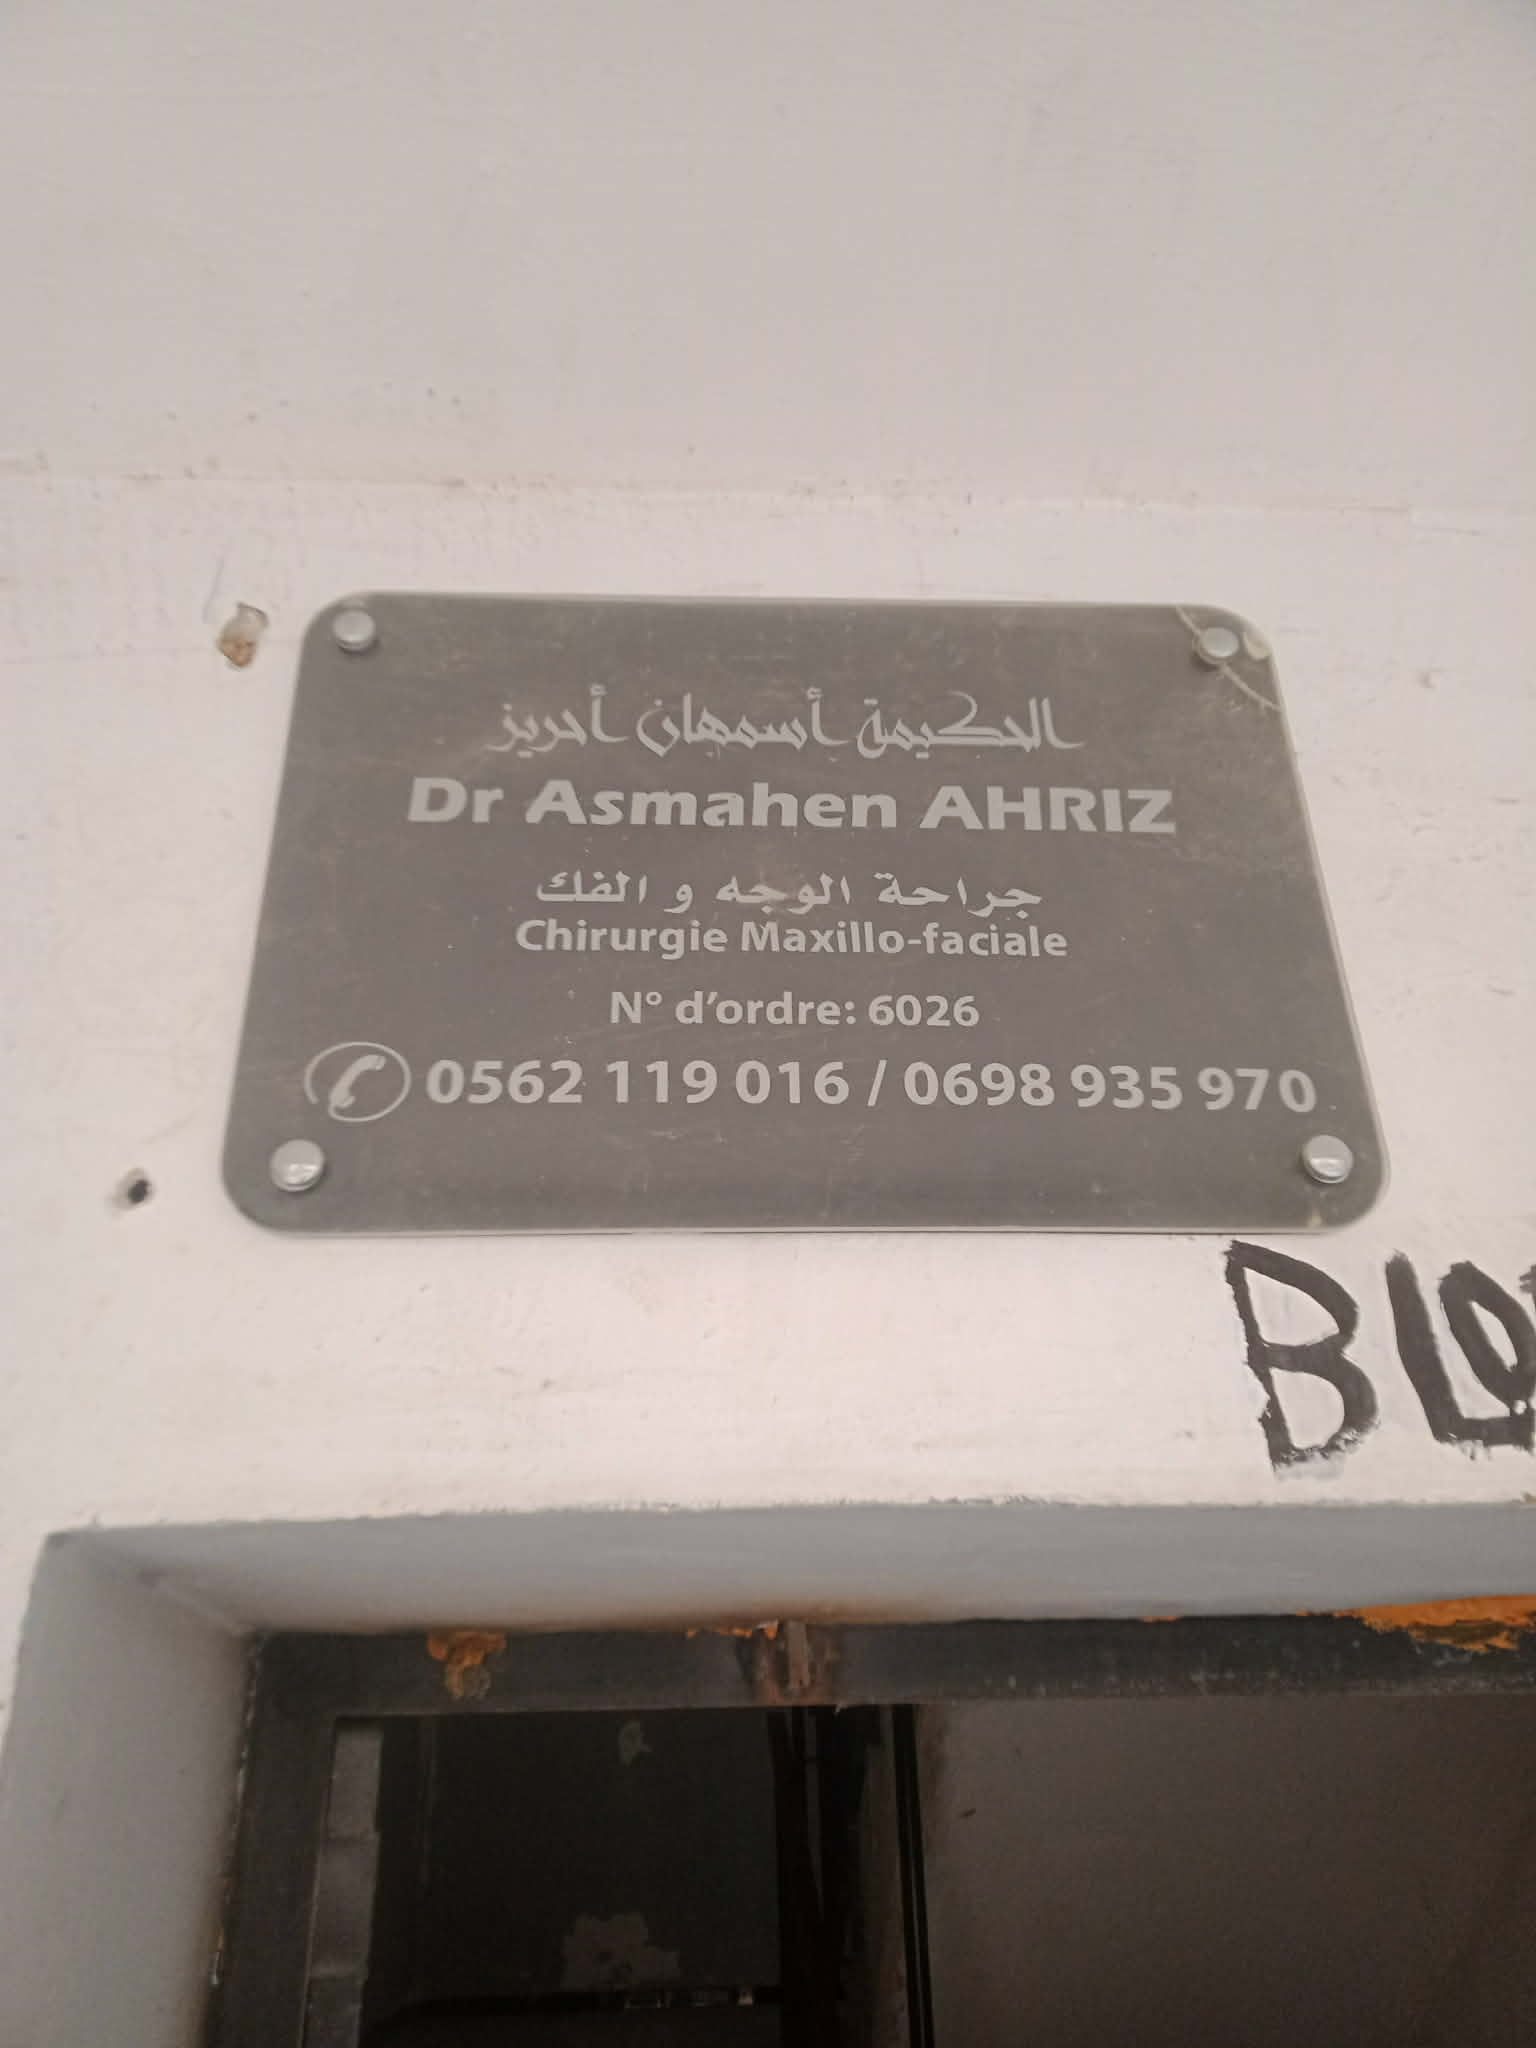 الحكيمة أسمهان أحريز
Dr Asmahen AHRIZ
جراحة الوجه و الفك
Chirurgie Maxillo-faciale
N° d'ordre: 6026
0562 119 016 / 0698 935 970